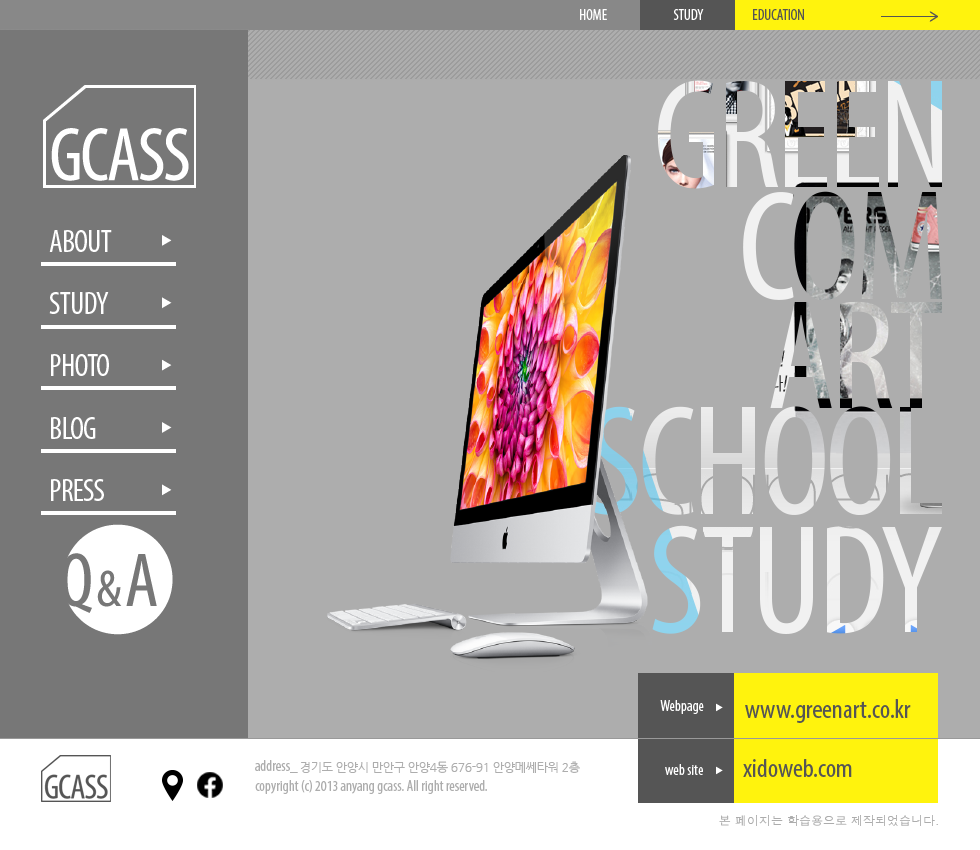 HOME STUDY EDUCATION
GCASS
ABOUT
STUDY
PHOTO
BLOG
PRESS
Q&A
GREEN
COM
ART
SCHOOL
STUDY
Webpage www.greenart.co.kr
web site xidoweb.com
GCASS
address_ 경기도 안양시 만안구 안양4동 676-91 안양메쎄타워 2층
copyright (c) 2013 anyang gcass. All right reserved.
본 페이지는 학습용으로 제작되었습니다.